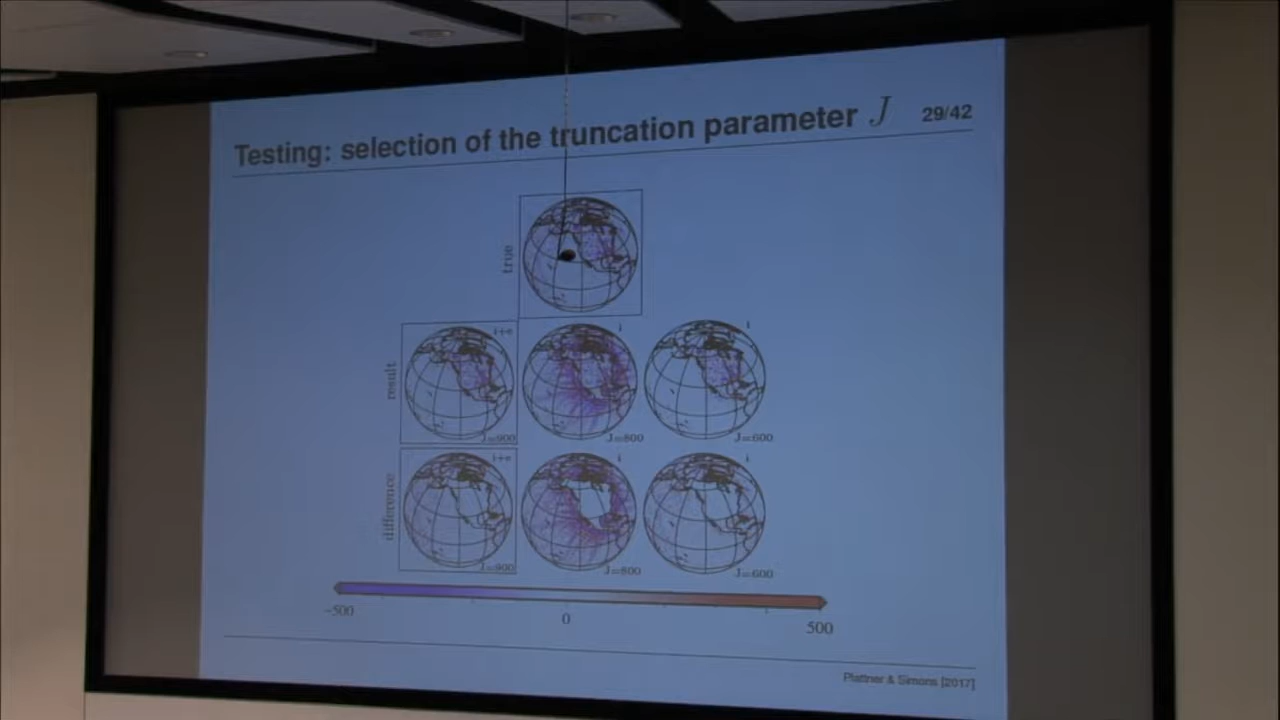 Testing: selection of the truncation parameter J 29/42
true
result
i+e i i
J=900 J=800 J=600
difference
i+e i i
J=900 J=800 J=600
-500 0 500
Plattner & Simons [2017]